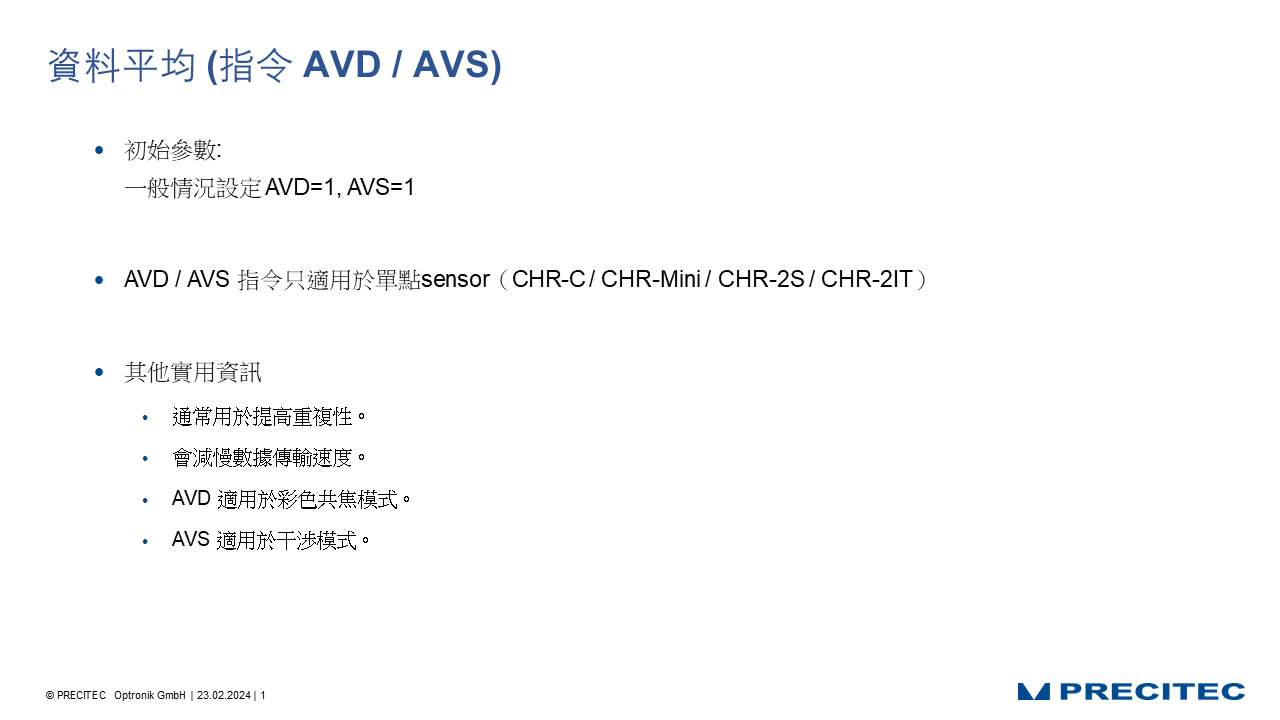 資料平均 (指令 AVD / AVS)
• 初始參數:
一般情況設定 AVD=1, AVS=1
• AVD / AVS 指令只適用於單點sensor（CHR-C / CHR-Mini / CHR-2S / CHR-2IT）
• 其他實用資訊
• 通常用於提高重複性。
• 會減慢數據傳輸速度。
• AVD 適用於彩色共焦模式。
• AVS 適用於干涉模式。
© PRECITEC Optronik GmbH | 23.02.2024 | 1
PRECITEC